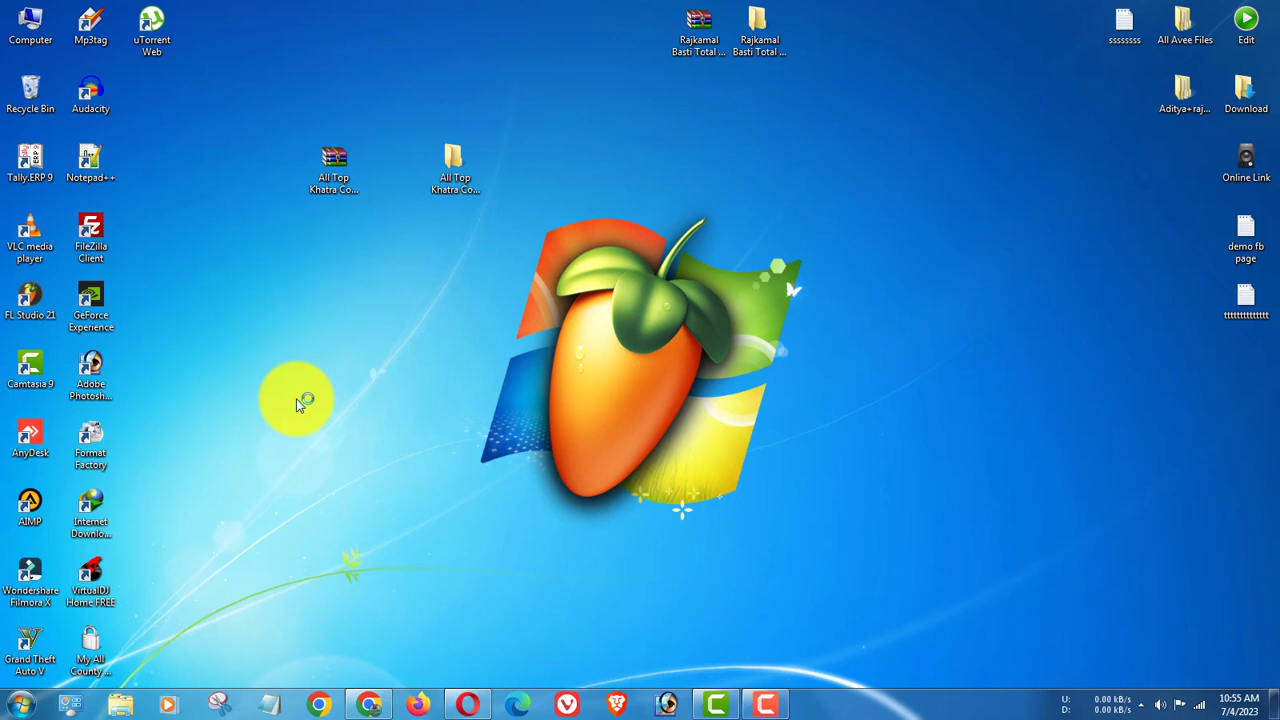 Computer
Mp3tag
uTorrent
Web
Rajkamal
Basti Total ...
Rajkamal
Basti Total ...
ssssssss
All Avee Files
Edit
Recycle Bin
Audacity
Aditya+raj...
Download
Tally.ERP 9
Notepad++
All Top
Khatra Co...
All Top
Khatra Co...
Online Link
VLC media
player
FileZilla
Client
demo fb
page
FL Studio 21
GeForce
Experience
Camtasia 9
Adobe
Photosh...
AnyDesk
Format
Factory
AIMP
Internet
Downlo...
Wondershare
Filmora X
VirtualDJ
Home FREE
Grand Theft
Auto V
My All
County ...
U: 0.00 kB/s
D: 0.00 kB/s
10:55 AM
7/4/2023